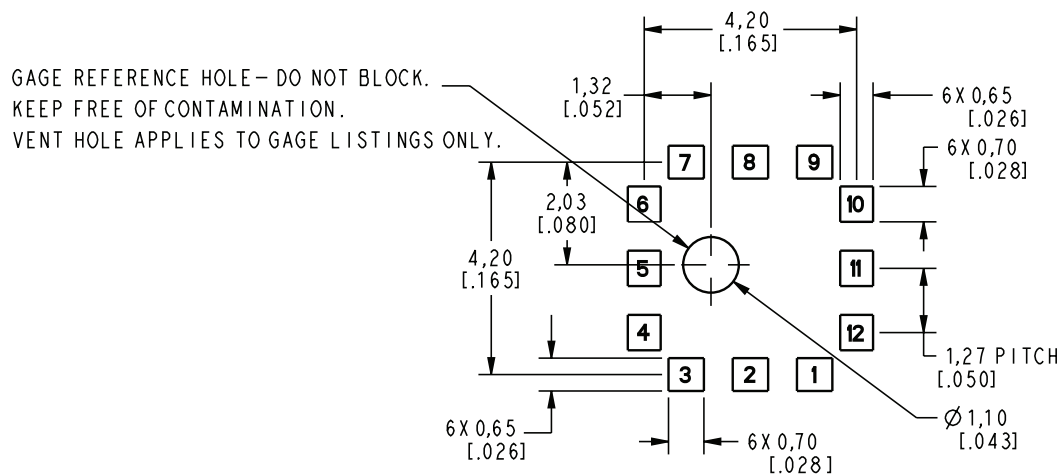 4,20
[.165]
GAGE REFERENCE HOLE- DO NOT BLOCK.
KEEP FREE OF CONTAMINATION.
VENT HOLE APPLIES TO GAGE LISTINGS ONLY.
1,32
[.052]
6X 0,65
[.026]
6X 0,70
[.028]
7
8
9
6
10
2,03
[.080]
4,20
[.165]
5
11
4
12
1,27 PITCH
[.050]
3
2
1
6X 0,65
[.026]
6X 0,70
[.028]
Ø 1,10
[.043]